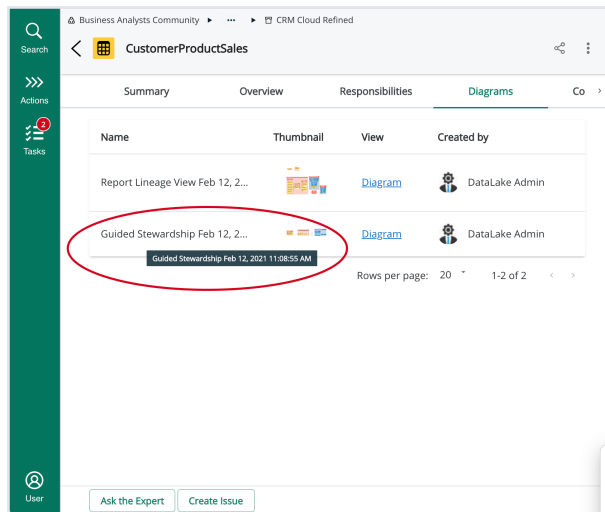 Business Analysts Community ▸ ••• ▸ CRM Cloud Refined
Search
CustomerProductSales
Actions
Summary Overview Responsibilities Diagrams Co
2
Tasks
Name Thumbnail View Created by
Report Lineage View Feb 12, 2... Diagram DataLake Admin
Guided Stewardship Feb 12, 2... Diagram DataLake Admin
Guided Stewardship Feb 12, 2021 11:08:55 AM
Rows per page: 20 1-2 of 2
User
Ask the Expert Create Issue